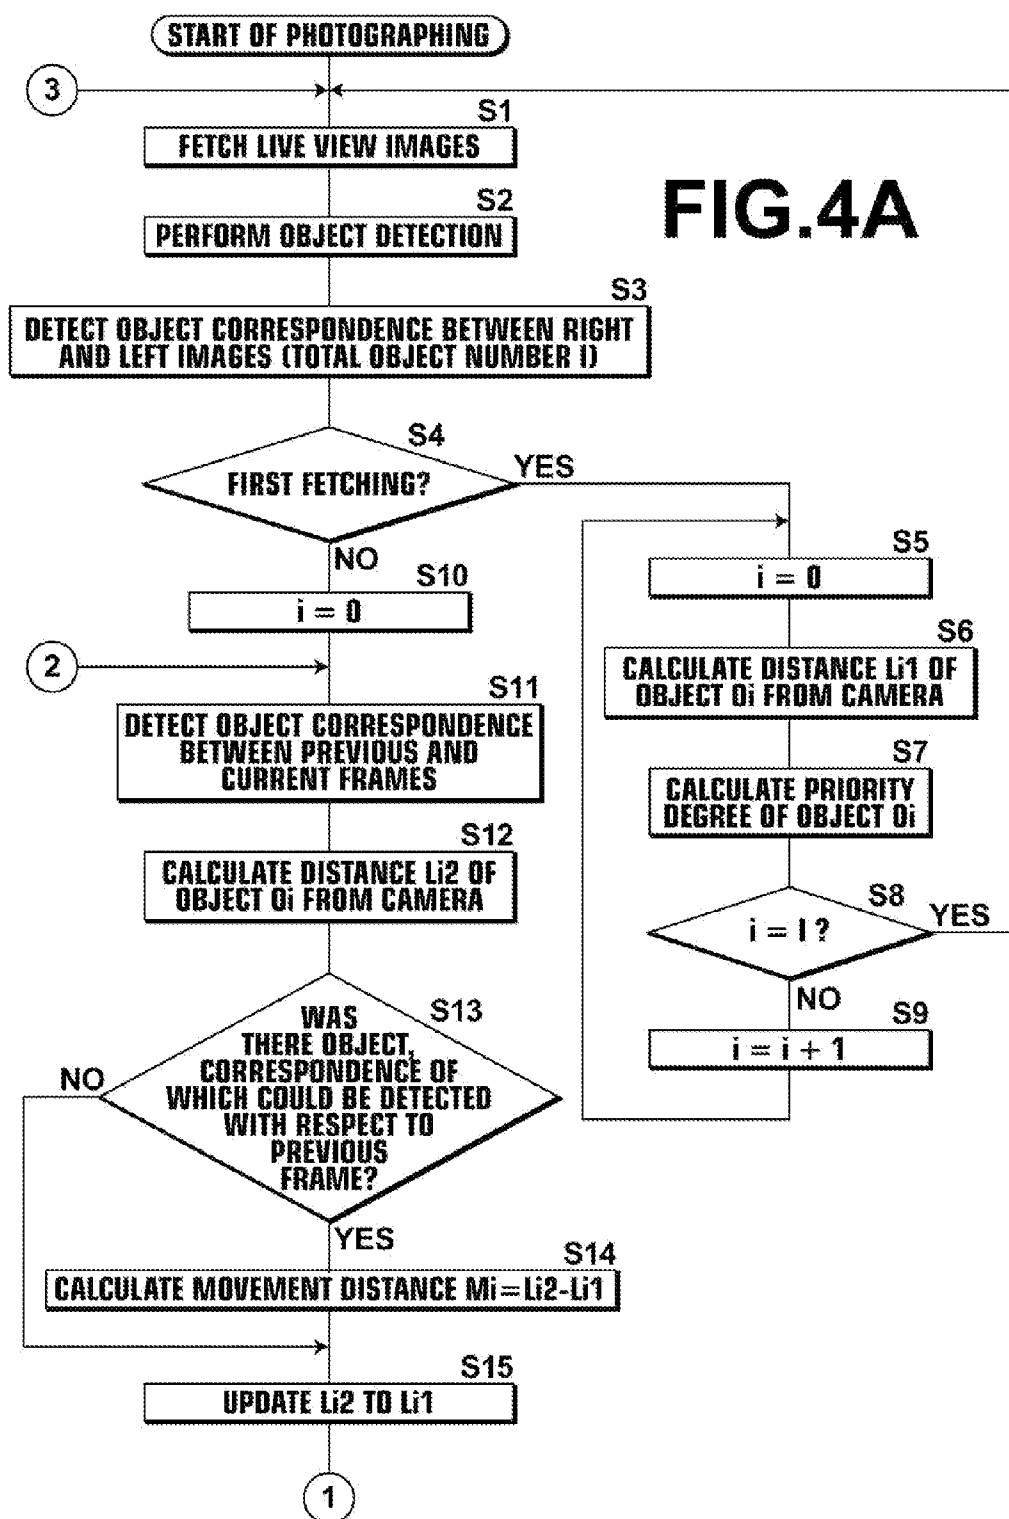 START OF PHOTOGRAPHING
3
S1
FETCH LIVE VIEW IMAGES
FIG.4A
S2
PERFORM OBJECT DETECTION
S3
DETECT OBJECT CORRESPONDENCE BETWEEN RIGHT
AND LEFT IMAGES (TOTAL OBJECT NUMBER I)
S4
FIRST FETCHING?
YES
NO
S5
i = 0
S6
CALCULATE DISTANCE Li1 OF
OBJECT Oi FROM CAMERA
S7
CALCULATE PRIORITY
DEGREE OF OBJECT Oi
S8
i = I ?
YES
NO
S9
i = i + 1
S10
i = 0
2
S11
DETECT OBJECT CORRESPONDENCE
BETWEEN PREVIOUS AND
CURRENT FRAMES
S12
CALCULATE DISTANCE Li2 OF
OBJECT Oi FROM CAMERA
S13
WAS
THERE OBJECT,
CORRESPONDENCE OF
WHICH COULD BE DETECTED
WITH RESPECT TO
PREVIOUS
FRAME?
NO
YES
S14
CALCULATE MOVEMENT DISTANCE Mi=Li2-Li1
S15
UPDATE Li2 TO Li1
1